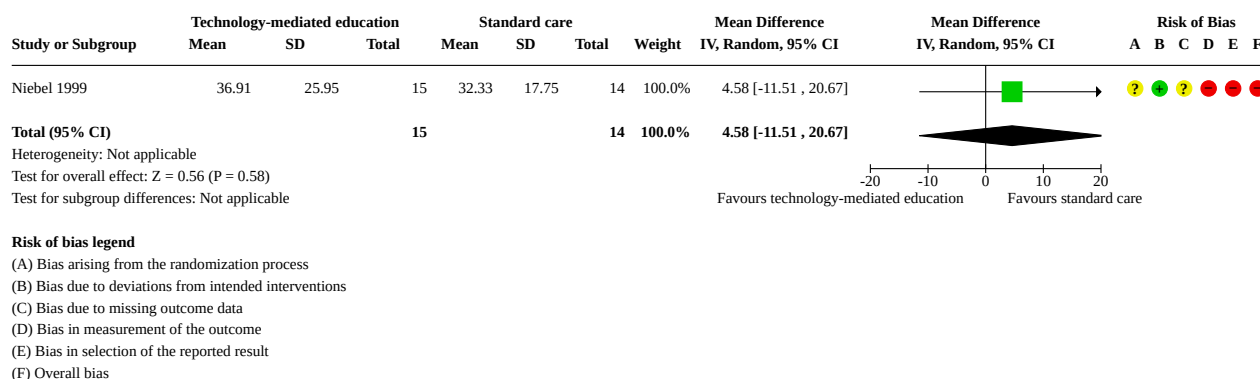 Technology-mediated education Standard care Mean Difference Mean Difference Risk of Bias
Study or Subgroup Mean SD Total Mean SD Total Weight IV, Random, 95% CI IV, Random, 95% CI A B C D E F
Niebel 1999 36.91 25.95 15 32.33 17.75 14 100.0% 4.58 [-11.51 , 20.67] ? + ? − − −
Total (95% CI) 15 14 100.0% 4.58 [-11.51 , 20.67]
Heterogeneity: Not applicable
Test for overall effect: Z = 0.56 (P = 0.58)
-20 -10 0 10 20
Test for subgroup differences: Not applicable Favours technology-mediated education Favours standard care
Risk of bias legend
(A) Bias arising from the randomization process
(B) Bias due to deviations from intended interventions
(C) Bias due to missing outcome data
(D) Bias in measurement of the outcome
(E) Bias in selection of the reported result
(F) Overall bias